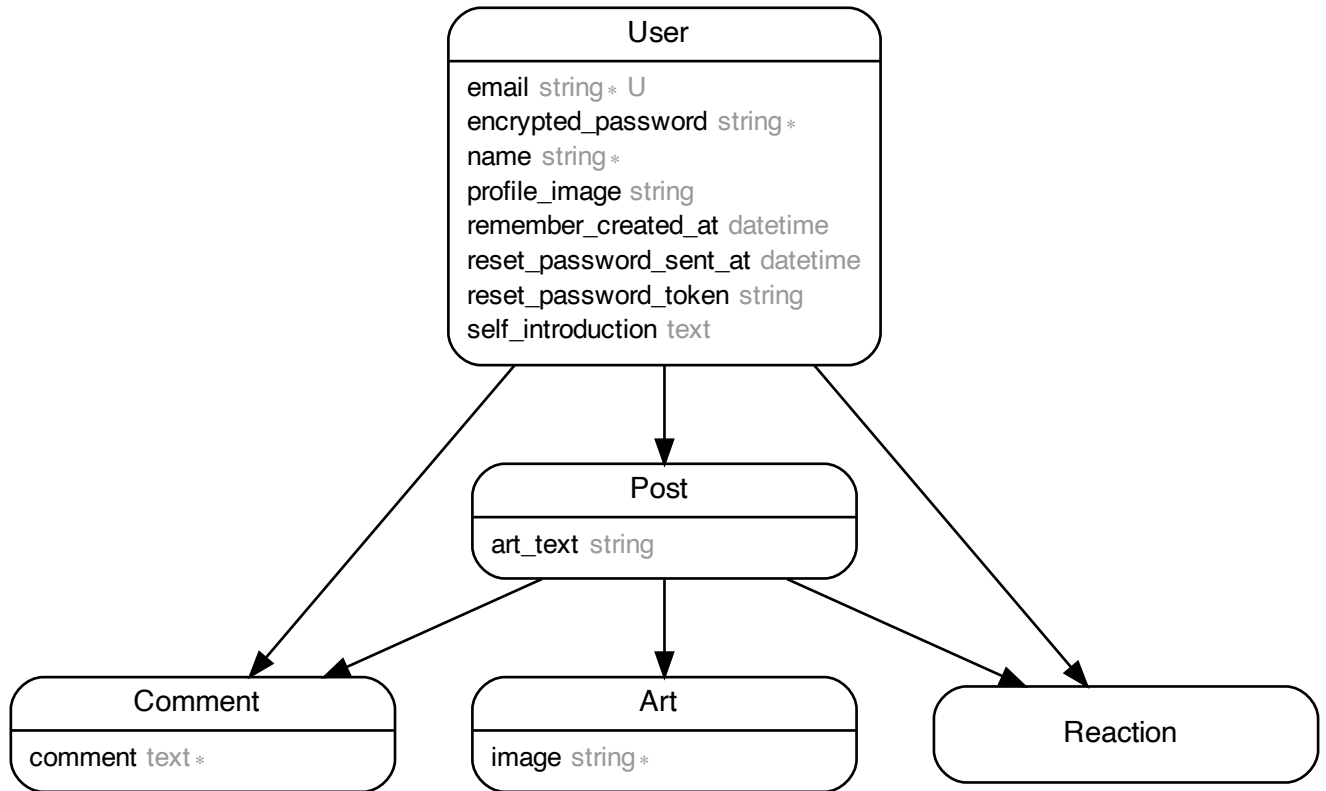 User
email string* U
encrypted_password string*
name string*
profile_image string
remember_created_at datetime
reset_password_sent_at datetime
reset_password_token string
self_introduction text
Post
art_text string
Comment
comment text*
Art
image string*
Reaction